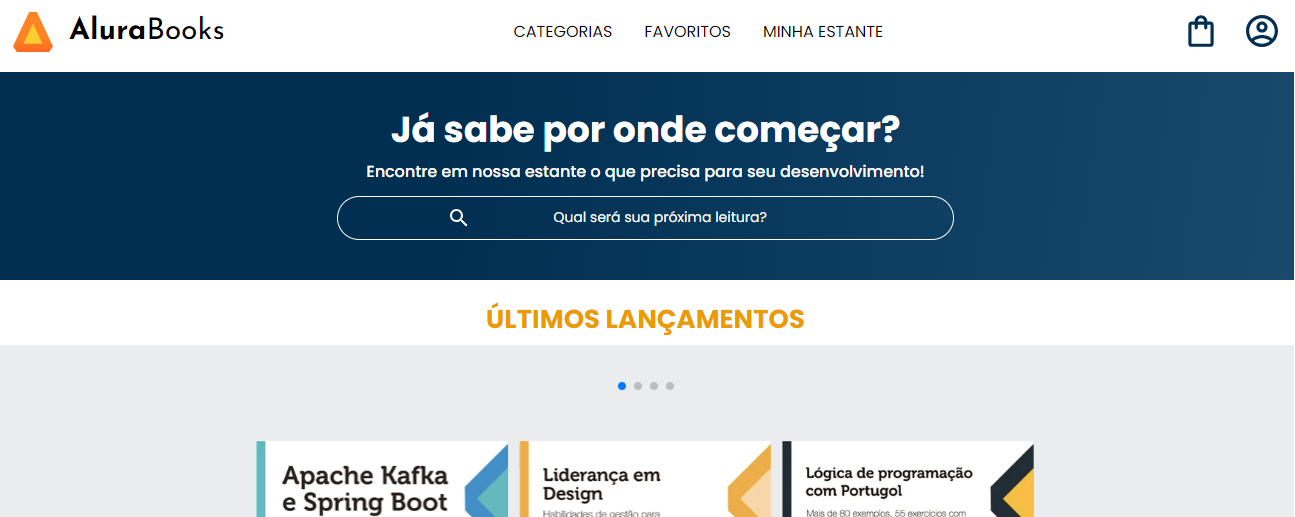 AluraBooks
CATEGORIAS FAVORITOS MINHA ESTANTE
Já sabe por onde começar?
Encontre em nossa estante o que precisa para seu desenvolvimento!
Qual será sua próxima leitura?
ÚLTIMOS LANÇAMENTOS
Apache Kafka
e Spring Boot
Liderança em
Design
Habilidades de gestão para
Lógica de programação
com Portugol
Mais de 80 exemplos, 55 exercícios com